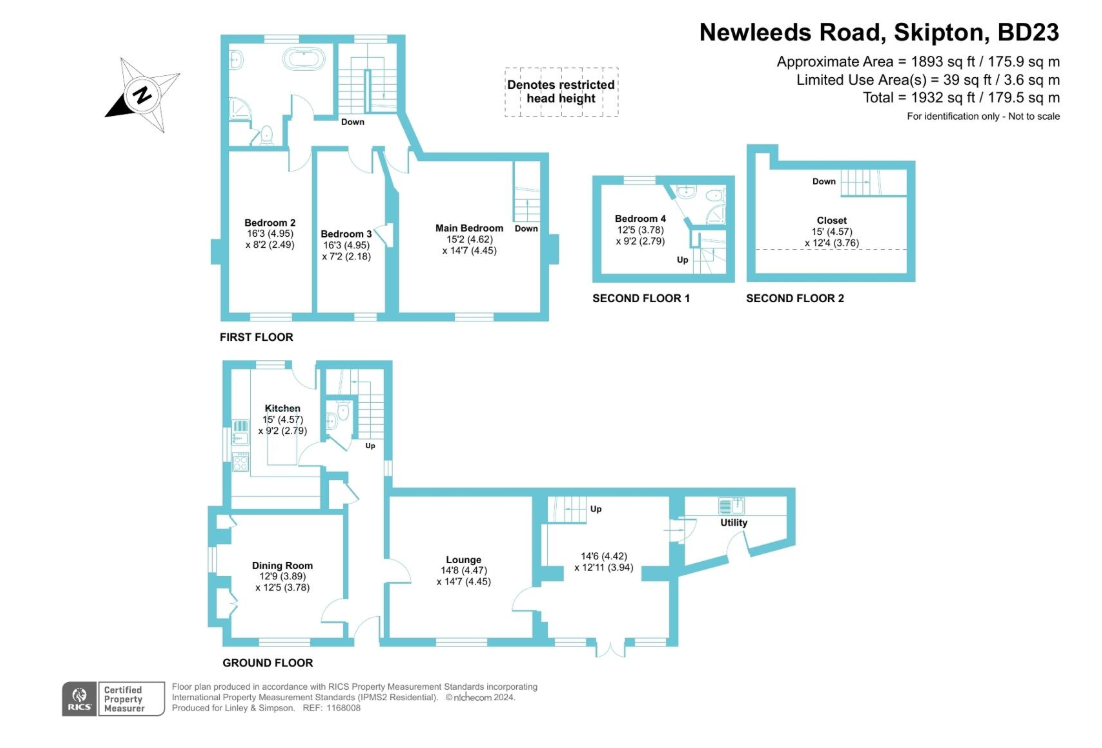 Newleeds Road, Skipton, BD23
Approximate Area = 1893 sq ft / 175.9 sq m
Limited Use Area(s) = 39 sq ft / 3.6 sq m
Total = 1932 sq ft / 179.5 sq m
For identification only - Not to scale
N
Denotes restricted
head height
Down
Bedroom 2
16'3 (4.95)
x 8'2 (2.49)
Bedroom 3
16'3 (4.95)
x 7'2 (2.18)
Main Bedroom
15'2 (4.62)
x 14'7 (4.45)
Down
FIRST FLOOR
Bedroom 4
12'5 (3.78)
x 9'2 (2.79)
Up
SECOND FLOOR 1
Down
Closet
15' (4.57)
x 12'4 (3.76)
SECOND FLOOR 2
Kitchen
15' (4.57)
x 9'2 (2.79)
Up
Dining Room
12'9 (3.89)
x 12'5 (3.78)
Lounge
14'8 (4.47)
x 14'7 (4.45)
Up
14'6 (4.42)
x 12'11 (3.94)
Utility
GROUND FLOOR
RICS
Certified
Property
Measurer
Floor plan produced in accordance with RICS Property Measurement Standards incorporating
International Property Measurement Standards (IPMS2 Residential). © nichecom 2024.
Produced for Linley & Simpson. REF: 1168008